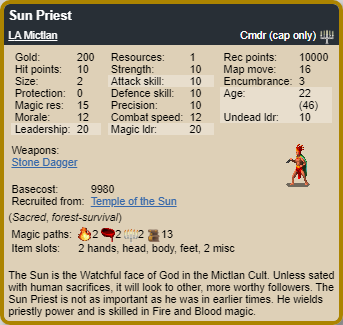 Sun Priest
LA Mictlan Cmdr (cap only)
Gold: 200 Resources: 1 Rec points: 10000
Hit points: 10 Strength: 10 Map move: 16
Size: 2 Attack skill: 10 Encumbrance: 3
Protection: 0 Defence skill: 10 Age: 22
Magic res: 15 Precision: 10 (46)
Morale: 12 Combat speed: 12 Undead ldr: 10
Leadership: 20 Magic ldr: 20
Weapons:
Stone Dagger
Basecost: 9980
Recruited from: Temple of the Sun
(Sacred, forest-survival)
Magic paths: 2 2 2 13
Item slots: 2 hands, head, body, feet, 2 misc
The Sun is the Watchful face of God in the Mictlan Cult. Unless sated
with human sacrifices, it will look to other, more worthy followers. The
Sun Priest is not as important as he was in earlier times. He wields
priestly power and is skilled in Fire and Blood magic.